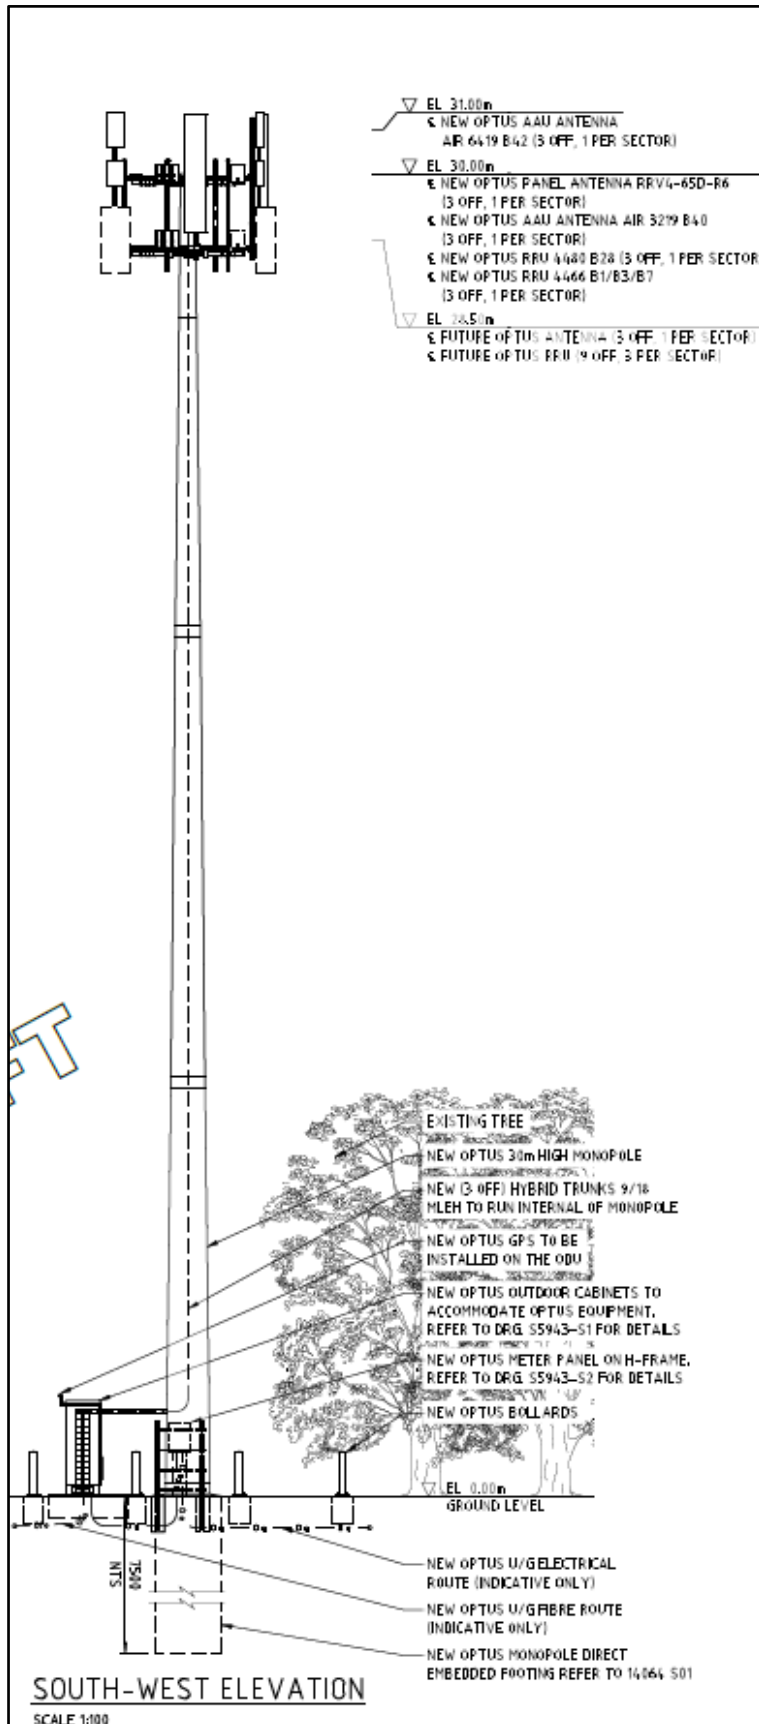 EL 31.00m
℄ NEW OPTUS AAU ANTENNA
AIR 6419 B42 (3 OFF, 1 PER SECTOR)
EL 30.00m
℄ NEW OPTUS PANEL ANTENNA RRV4-65D-R6
(3 OFF, 1 PER SECTOR)
℄ NEW OPTUS AAU ANTENNA AIR 3219 B40
(3 OFF, 1 PER SECTOR)
℄ NEW OPTUS RRU 4480 B28 (3 OFF, 1 PER SECTOR
℄ NEW OPTUS RRU 4466 B1/B3/B7
(3 OFF, 1 PER SECTOR)
EL 28.50m
℄ FUTURE OPTUS ANTENNA (3 OFF, 1 PER SECTOR)
℄ FUTURE OPTUS RRU (9 OFF, 3 PER SECTOR)
FT
EXISTING TREE
NEW OPTUS 30m HIGH MONOPOLE
NEW (3 OFF) HYBRID TRUNKS 9/18
MLEH TO RUN INTERNAL OF MONOPOLE
NEW OPTUS GPS TO BE
INSTALLED ON THE ODU
NEW OPTUS OUTDOOR CABINETS TO
ACCOMMODATE OPTUS EQUIPMENT.
REFER TO DRG. S5943-S1 FOR DETAILS
NEW OPTUS METER PANEL ON H-FRAME.
REFER TO DRG. S5943-S2 FOR DETAILS
NEW OPTUS BOLLARDS
EL 0.00m
GROUND LEVEL
7500
NTS
NEW OPTUS U/G ELECTRICAL
ROUTE (INDICATIVE ONLY)
NEW OPTUS U/G FIBRE ROUTE
(INDICATIVE ONLY)
NEW OPTUS MONOPOLE DIRECT
EMBEDDED FOOTING REFER TO 14064 S01
SOUTH-WEST ELEVATION
SCALE 1:100